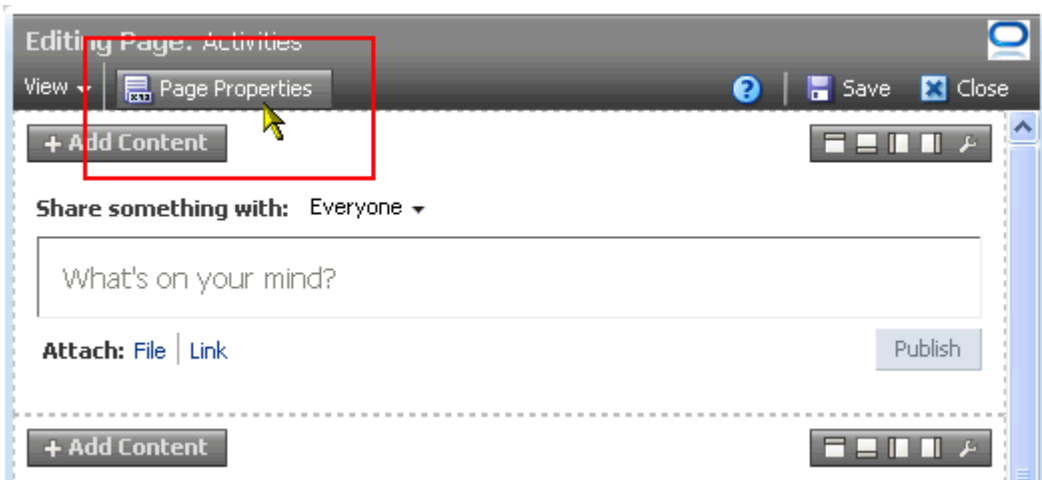 Editing Page: Activities
View Page Properties ? Save Close
+ Add Content
Share something with: Everyone
What's on your mind?
Attach: File Link Publish
+ Add Content